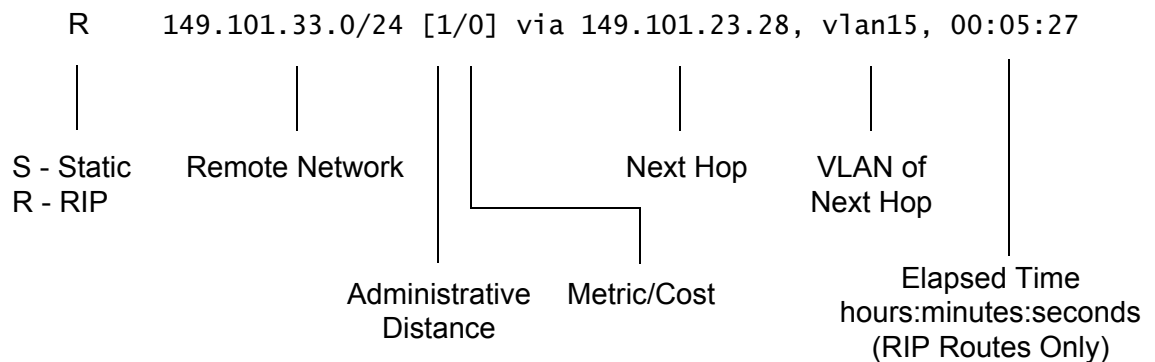 R 149.101.33.0/24 [1/0] via 149.101.23.28, vlan15, 00:05:27
S - Static
R - RIP
Remote Network
Next Hop
VLAN of
Next Hop
Administrative
Distance
Metric/Cost
Elapsed Time
hours:minutes:seconds
(RIP Routes Only)